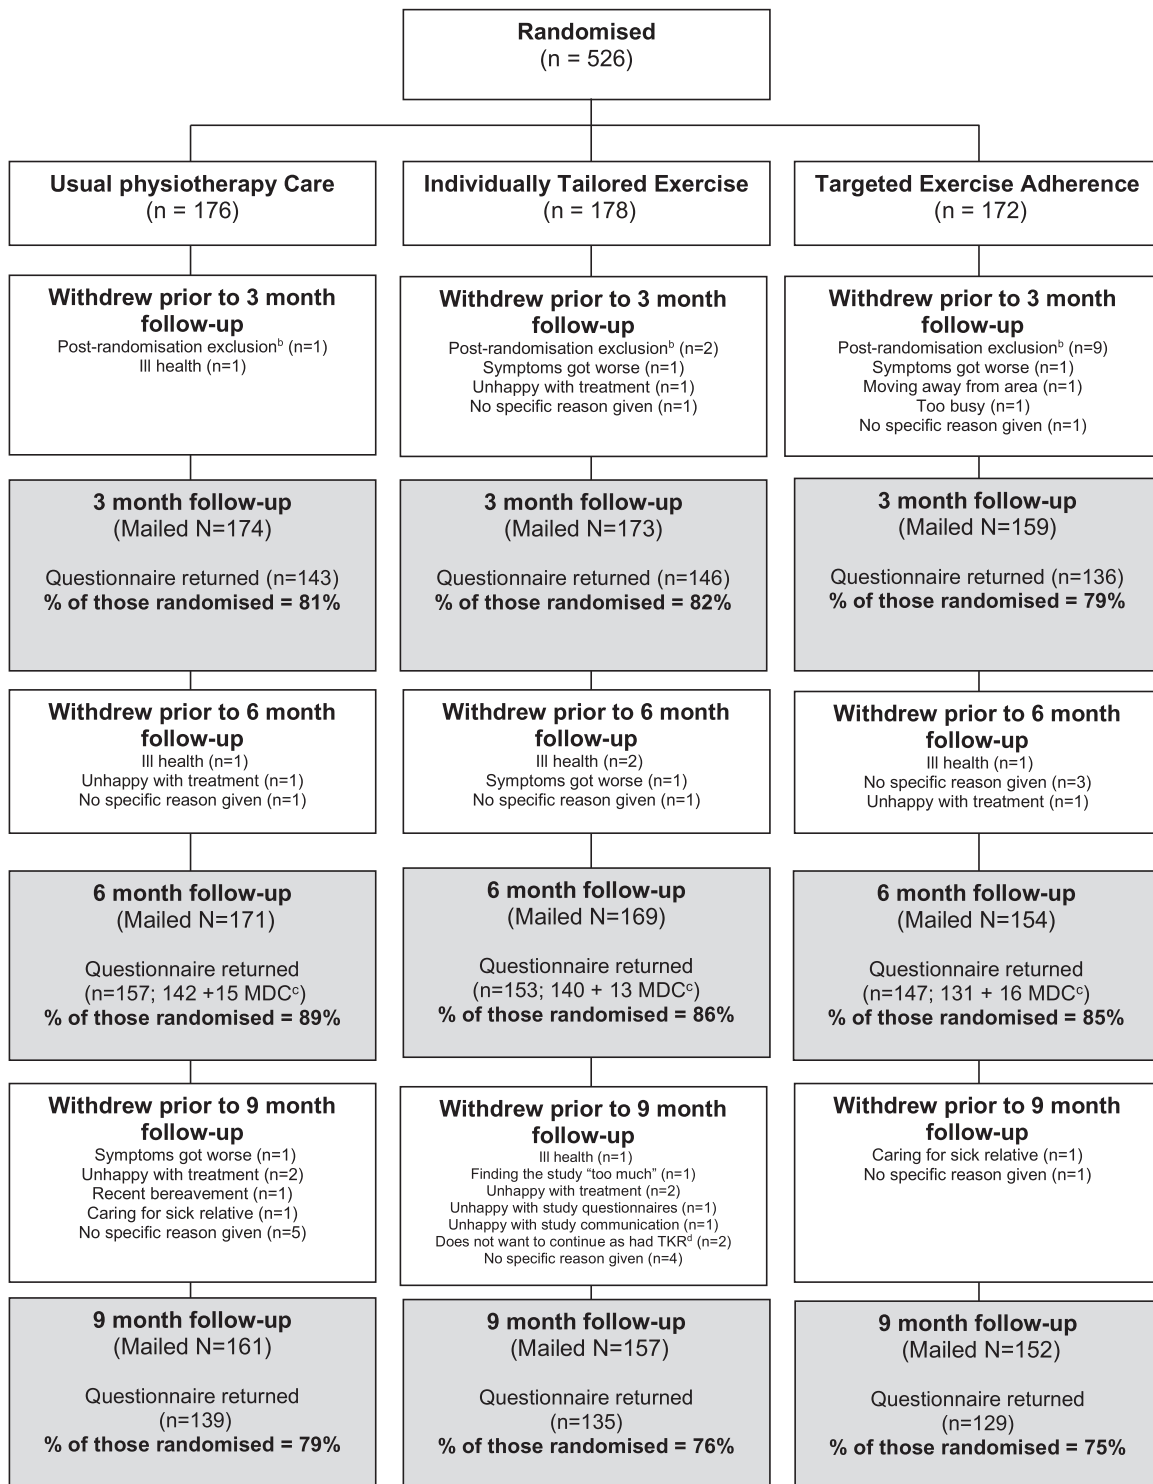 Randomised
(n = 526)
Usual physiotherapy Care
(n = 176)
Individually Tailored Exercise
(n = 178)
Targeted Exercise Adherence
(n = 172)
Withdrew prior to 3 month
follow-up
Post-randomisation exclusionᵇ (n=1)
Ill health (n=1)
Withdrew prior to 3 month
follow-up
Post-randomisation exclusionᵇ (n=2)
Symptoms got worse (n=1)
Unhappy with treatment (n=1)
No specific reason given (n=1)
Withdrew prior to 3 month
follow-up
Post-randomisation exclusionᵇ (n=9)
Symptoms got worse (n=1)
Moving away from area (n=1)
Too busy (n=1)
No specific reason given (n=1)
3 month follow-up
(Mailed N=174)
Questionnaire returned (n=143)
% of those randomised = 81%
3 month follow-up
(Mailed N=173)
Questionnaire returned (n=146)
% of those randomised = 82%
3 month follow-up
(Mailed N=159)
Questionnaire returned (n=136)
% of those randomised = 79%
Withdrew prior to 6 month
follow-up
Ill health (n=1)
Unhappy with treatment (n=1)
No specific reason given (n=1)
Withdrew prior to 6 month
follow-up
Ill health (n=2)
Symptoms got worse (n=1)
No specific reason given (n=1)
Withdrew prior to 6 month
follow-up
Ill health (n=1)
No specific reason given (n=3)
Unhappy with treatment (n=1)
6 month follow-up
(Mailed N=171)
Questionnaire returned
(n=157; 142 +15 MDCᶜ)
% of those randomised = 89%
6 month follow-up
(Mailed N=169)
Questionnaire returned
(n=153; 140 + 13 MDCᶜ)
% of those randomised = 86%
6 month follow-up
(Mailed N=154)
Questionnaire returned
(n=147; 131 + 16 MDCᶜ)
% of those randomised = 85%
Withdrew prior to 9 month
follow-up
Symptoms got worse (n=1)
Unhappy with treatment (n=2)
Recent bereavement (n=1)
Caring for sick relative (n=1)
No specific reason given (n=5)
Withdrew prior to 9 month
follow-up
Ill health (n=1)
Finding the study “too much” (n=1)
Unhappy with treatment (n=2)
Unhappy with study questionnaires (n=1)
Unhappy with study communication (n=1)
Does not want to continue as had TKRᵈ (n=2)
No specific reason given (n=4)
Withdrew prior to 9 month
follow-up
Caring for sick relative (n=1)
No specific reason given (n=1)
9 month follow-up
(Mailed N=161)
Questionnaire returned
(n=139)
% of those randomised = 79%
9 month follow-up
(Mailed N=157)
Questionnaire returned
(n=135)
% of those randomised = 76%
9 month follow-up
(Mailed N=152)
Questionnaire returned
(n=129)
% of those randomised = 75%